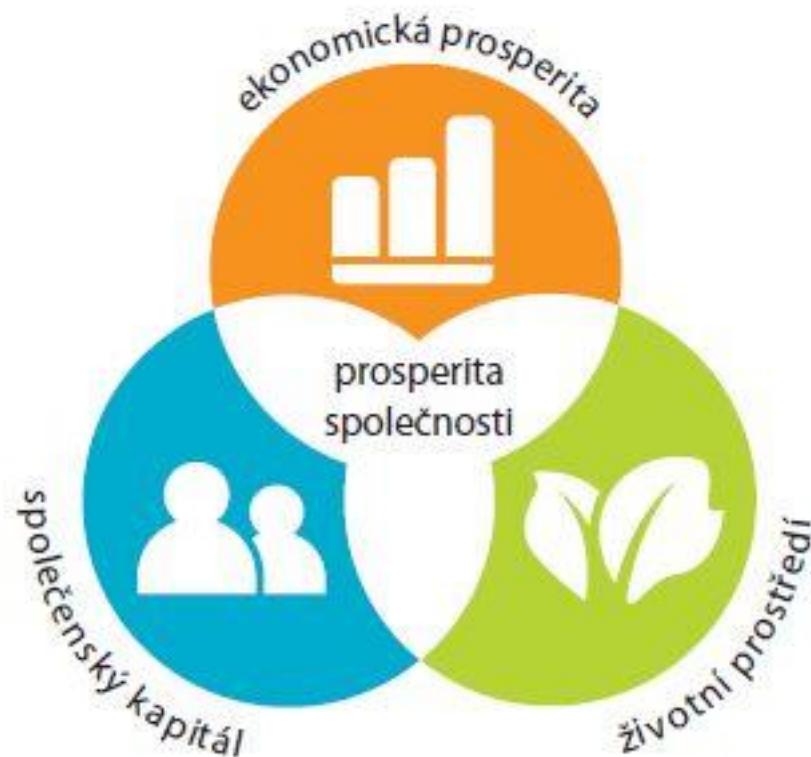 ekonomická prosperita
prosperita
společnosti
společenský kapitál
životní prostředí